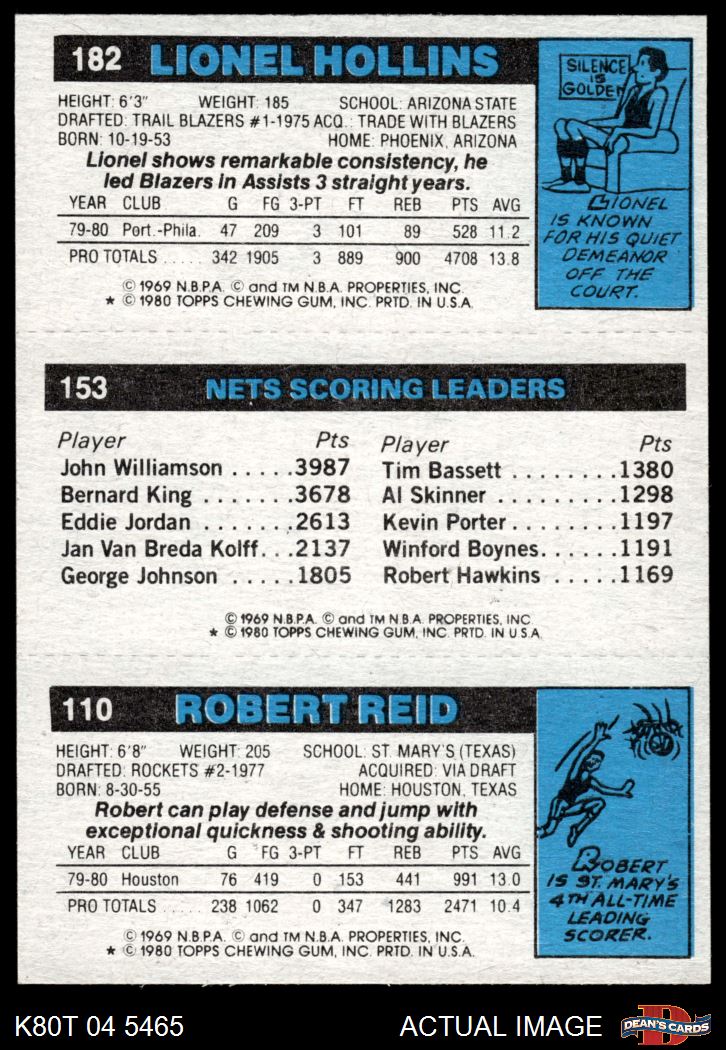 182 LIONEL HOLLINS
HEIGHT: 6'3" WEIGHT: 185 SCHOOL: ARIZONA STATE
DRAFTED: TRAIL BLAZERS #1-1975 ACQ.: TRADE WITH BLAZERS
BORN: 10-19-53 HOME: PHOENIX, ARIZONA
Lionel shows remarkable consistency, he
led Blazers in Assists 3 straight years.
YEAR CLUB G FG 3-PT FT REB PTS AVG
79-80 Port.-Phila. 47 209 3 101 89 528 11.2
PRO TOTALS . . . . . 342 1905 3 889 900 4708 13.8
© 1969 N.B.P.A. © and TM N.B.A. PROPERTIES, INC.
★ © 1980 TOPPS CHEWING GUM, INC. PRTD. IN U.S.A.
SILENCE
IS
GOLDEN
LIONEL
IS KNOWN
FOR HIS QUIET
DEMEANOR
OFF THE
COURT.
153 NETS SCORING LEADERS
Player Pts
John Williamson . . . . . 3987
Bernard King . . . . . . . 3678
Eddie Jordan . . . . . . . 2613
Jan Van Breda Kolff. . . 2137
George Johnson . . . . . 1805
Player Pts
Tim Bassett . . . . . . . . 1380
Al Skinner . . . . . . . . . 1298
Kevin Porter. . . . . . . . 1197
Winford Boynes. . . . . . 1191
Robert Hawkins . . . . . 1169
© 1969 N.B.P.A. © and TM N.B.A. PROPERTIES, INC.
★ © 1980 TOPPS CHEWING GUM, INC. PRTD. IN U.S.A.
110 ROBERT REID
HEIGHT: 6'8" WEIGHT: 205 SCHOOL: ST. MARY'S (TEXAS)
DRAFTED: ROCKETS #2-1977 ACQUIRED: VIA DRAFT
BORN: 8-30-55 HOME: HOUSTON, TEXAS
Robert can play defense and jump with
exceptional quickness & shooting ability.
YEAR CLUB G FG 3-PT FT REB PTS AVG
79-80 Houston 76 419 0 153 441 991 13.0
PRO TOTALS . . . . . 238 1062 0 347 1283 2471 10.4
© 1969 N.B.P.A. © and TM N.B.A. PROPERTIES, INC.
★ © 1980 TOPPS CHEWING GUM, INC. PRTD. IN U.S.A.
ROBERT
IS ST. MARY'S
4TH ALL-TIME
LEADING
SCORER.
K80T 04 5465 ACTUAL IMAGE
D
DEAN'S CARDS